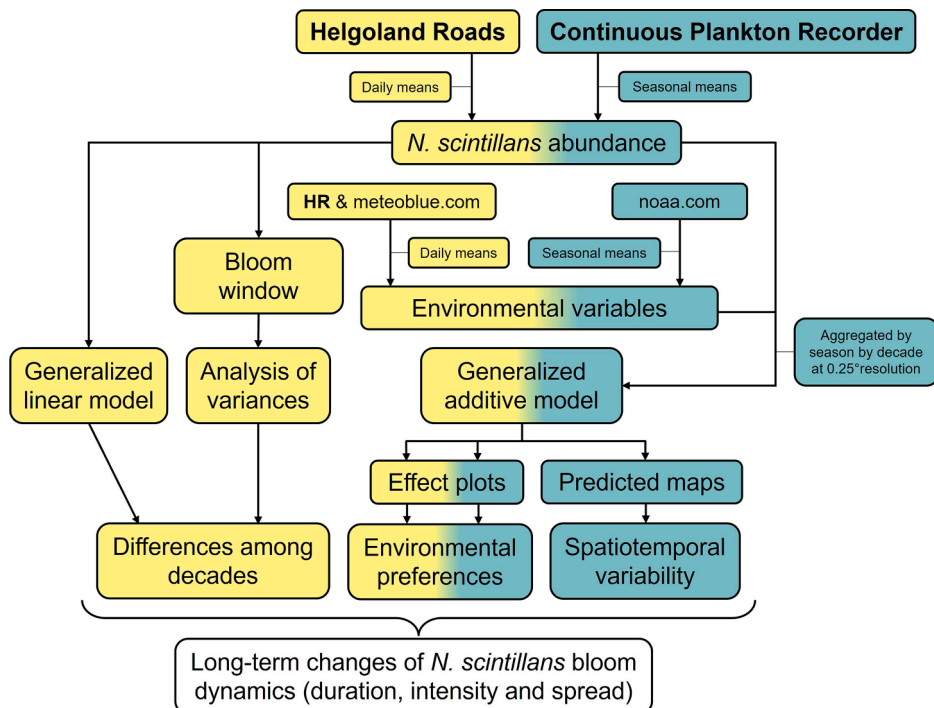 Helgoland Roads
Continuous Plankton Recorder
Daily means
Seasonal means
N. scintillans abundance
HR & meteoblue.com
noaa.com
Daily means
Seasonal means
Bloom
window
Environmental variables
Aggregated by
season by decade
at 0.25°resolution
Generalized
linear model
Analysis of
variances
Generalized
additive model
Effect plots
Predicted maps
Differences among
decades
Environmental
preferences
Spatiotemporal
variability
Long-term changes of N. scintillans bloom
dynamics (duration, intensity and spread)